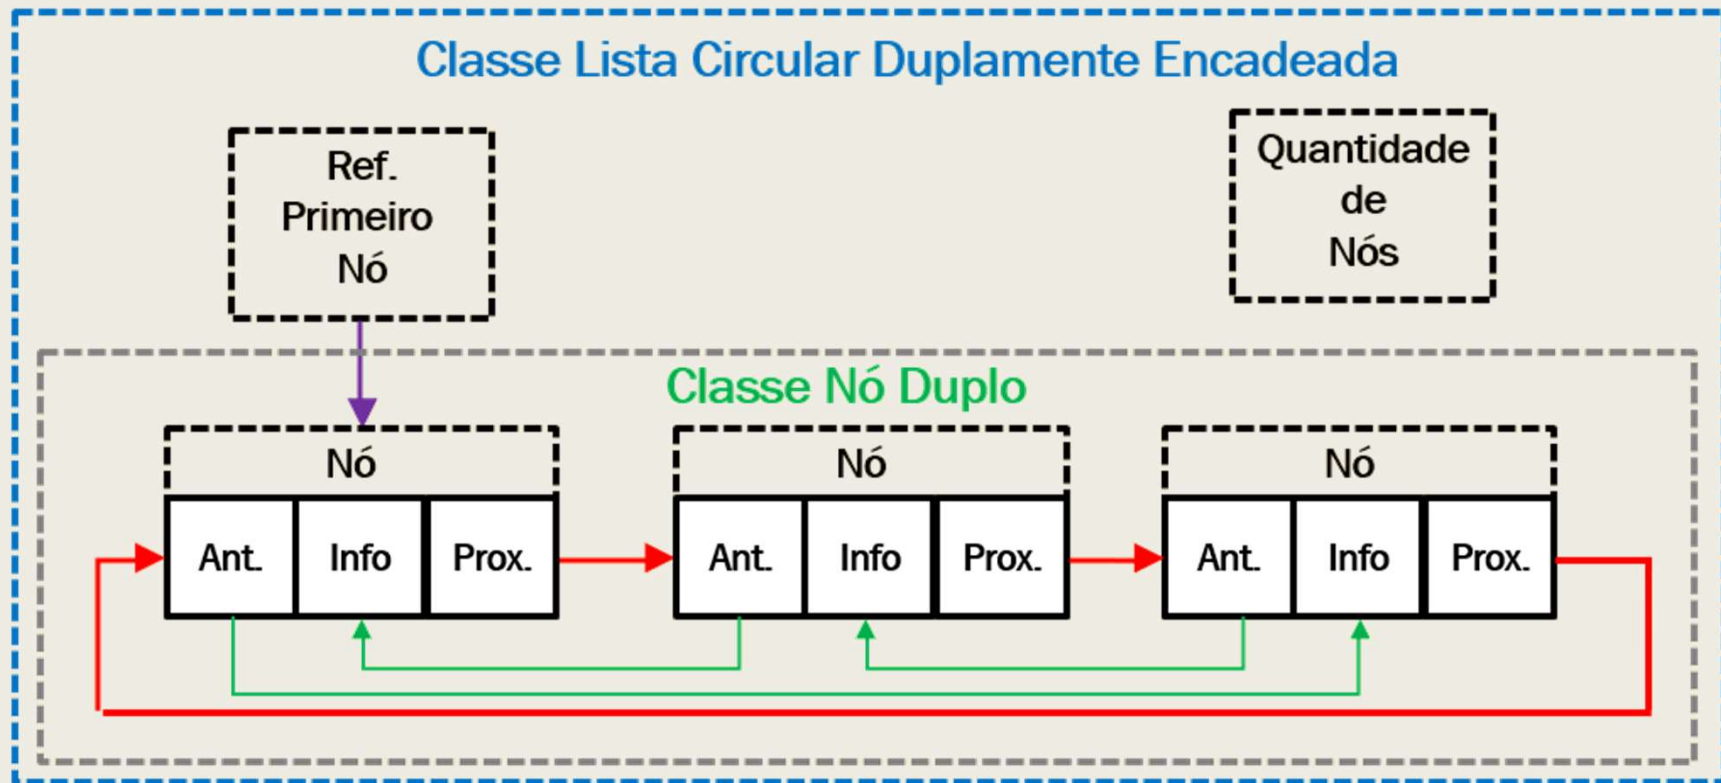 Classe Lista Circular Duplamente Encadeada
Ref.
Primeiro
Nó
Quantidade
de
Nós
Classe Nó Duplo
Nó
Nó
Nó
Ant.
Info
Prox.
Ant.
Info
Prox.
Ant.
Info
Prox.